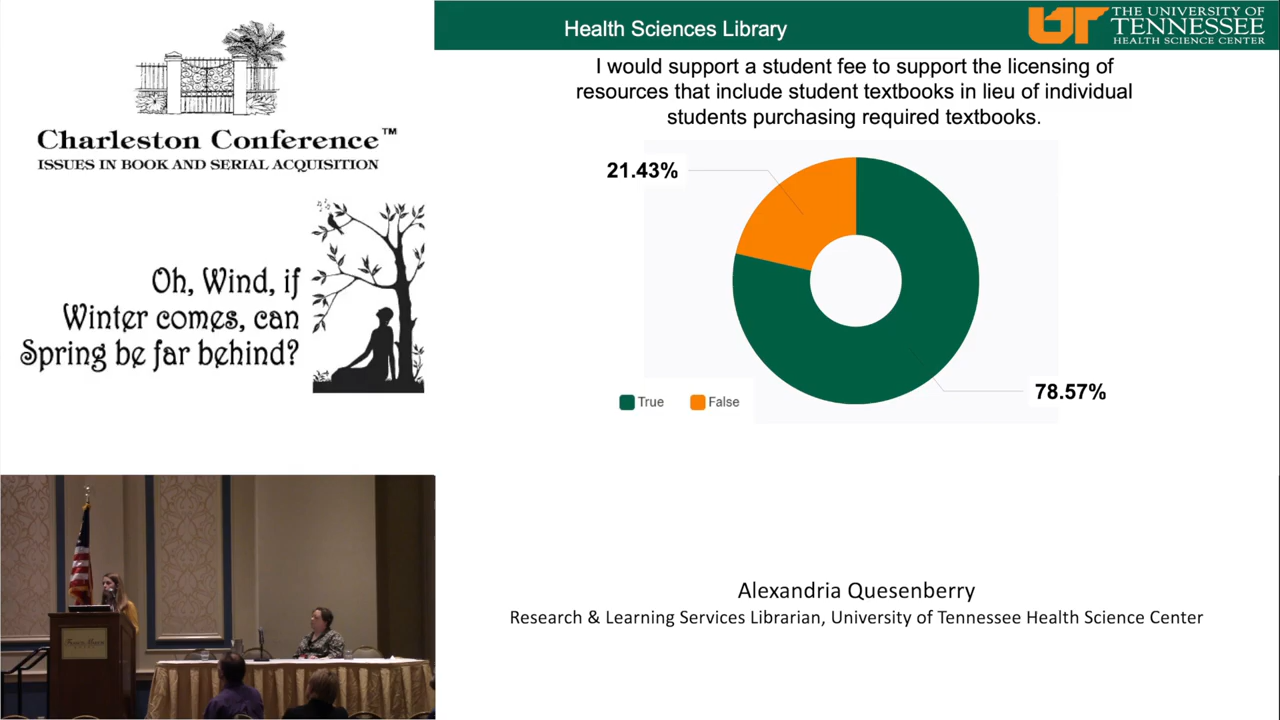 Charleston Conference™
ISSUES IN BOOK AND SERIAL ACQUISITION
Oh, Wind, if
Winter comes, can
Spring be far behind?
Health Sciences Library
UT THE UNIVERSITY OF
TENNESSEE
HEALTH SCIENCE CENTER
I would support a student fee to support the licensing of
resources that include student textbooks in lieu of individual
students purchasing required textbooks.
21.43%
78.57%
True False
Alexandria Quesenberry
Research & Learning Services Librarian, University of Tennessee Health Science Center